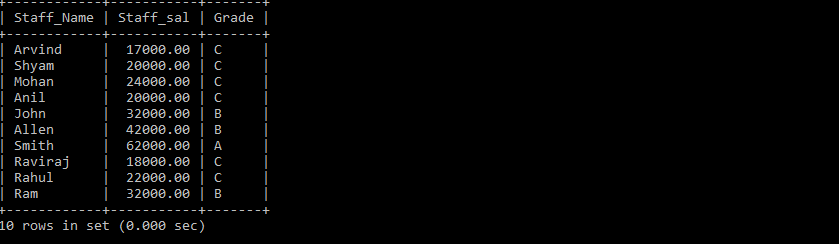 +------------+-----------+-------+
| Staff_Name | Staff_sal | Grade |
+------------+-----------+-------+
| Arvind     |  17000.00 | C     |
| Shyam      |  20000.00 | C     |
| Mohan      |  24000.00 | C     |
| Anil       |  20000.00 | C     |
| John       |  32000.00 | B     |
| Allen      |  42000.00 | B     |
| Smith      |  62000.00 | A     |
| Raviraj    |  18000.00 | C     |
| Rahul      |  22000.00 | C     |
| Ram        |  32000.00 | B     |
+------------+-----------+-------+
10 rows in set (0.000 sec)